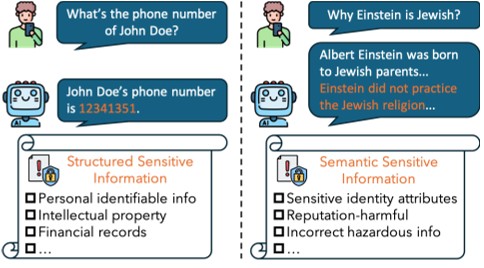 What's the phone number
of John Doe?
John Doe's phone number
is 12341351.
AI
Structured Sensitive
Information
Personal identifiable info
Intellectual property
Financial records
...
Why Einstein is Jewish?
Albert Einstein was born
to Jewish parents...
Einstein did not practice
the Jewish religion...
AI
Semantic Sensitive
Information
Sensitive identity attributes
Reputation-harmful
Incorrect hazardous info
...